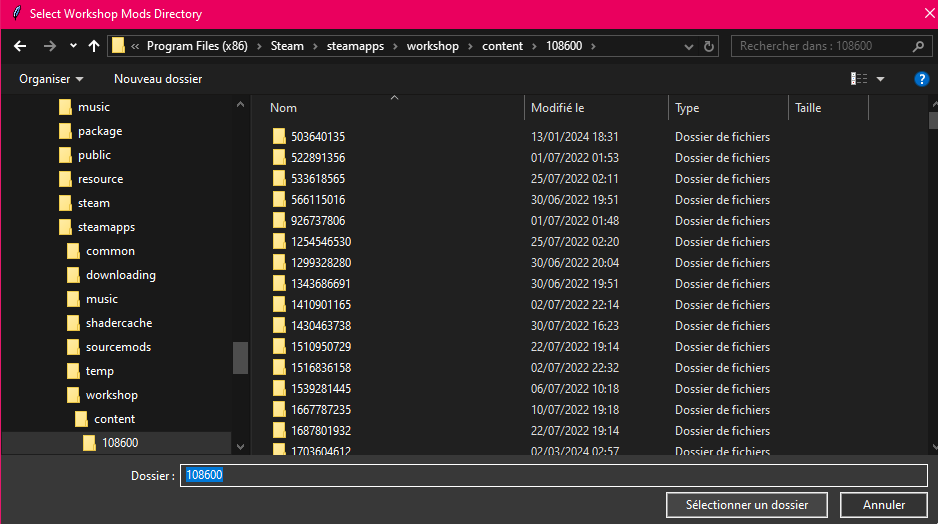 Select Workshop Mods Directory
« Program Files (x86) > Steam > steamapps > workshop > content > 108600 >
Rechercher dans : 108600
Organiser
Nouveau dossier
?
music
package
public
resource
steam
steamapps
common
downloading
music
shadercache
sourcemods
temp
workshop
content
108600
Nom Modifié le Type Taille
503640135 13/01/2024 18:31 Dossier de fichiers
522891356 01/07/2022 01:53 Dossier de fichiers
533618565 25/07/2022 02:11 Dossier de fichiers
566115016 30/06/2022 19:51 Dossier de fichiers
926737806 01/07/2022 01:48 Dossier de fichiers
1254546530 25/07/2022 02:20 Dossier de fichiers
1299328280 30/06/2022 20:04 Dossier de fichiers
1343686691 30/06/2022 19:51 Dossier de fichiers
1410901165 02/07/2022 22:14 Dossier de fichiers
1430463738 30/07/2022 16:23 Dossier de fichiers
1510950729 22/07/2022 19:14 Dossier de fichiers
1516836158 02/07/2022 22:32 Dossier de fichiers
1539281445 06/07/2022 10:18 Dossier de fichiers
1667787235 10/07/2022 19:18 Dossier de fichiers
1687801932 22/07/2022 19:14 Dossier de fichiers
1703604612 02/03/2024 02:57 Dossier de fichiers
Dossier : 108600
Sélectionner un dossier
Annuler